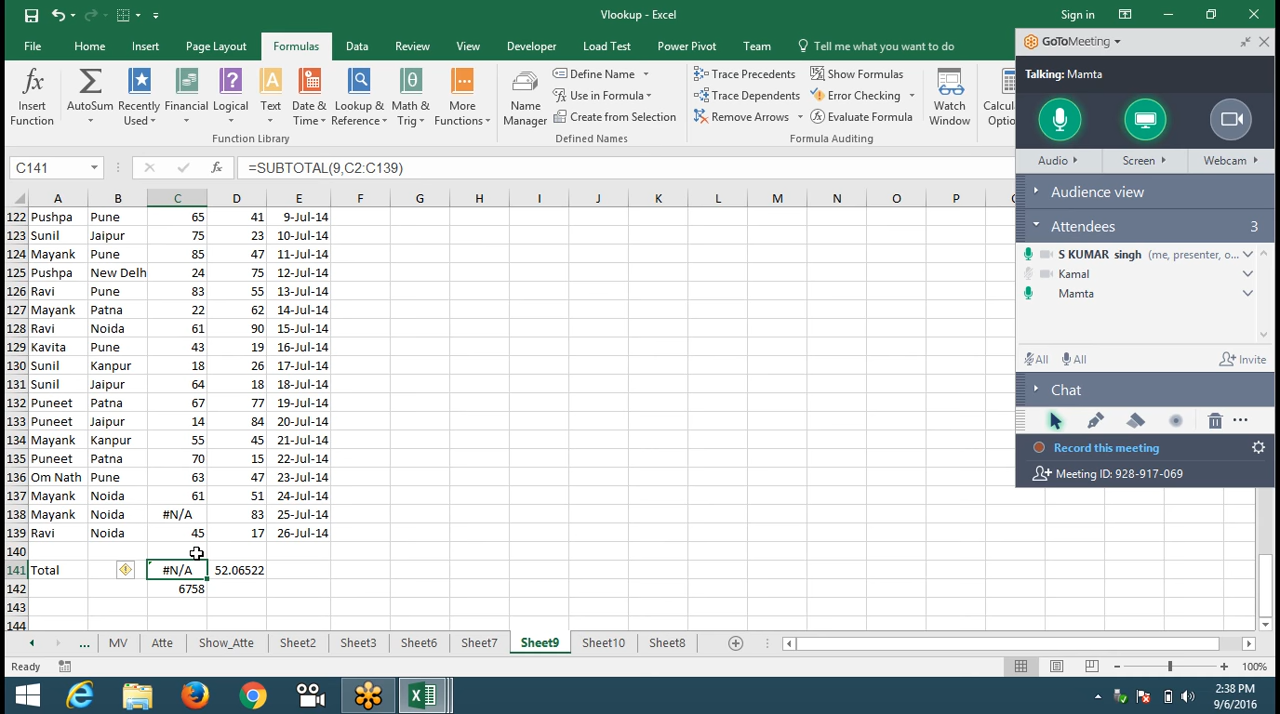 Vlookup - Excel
Sign in
File Home Insert Page Layout Formulas Data Review View Developer Load Test Power Pivot Team Tell me what you want to do
Insert Function
AutoSum
Recently Used
Financial
Logical
Text
Date & Time
Lookup & Reference
Math & Trig
More Functions
Function Library
Name Manager
Define Name
Use in Formula
Create from Selection
Defined Names
Trace Precedents
Trace Dependents
Remove Arrows
Show Formulas
Error Checking
Evaluate Formula
Formula Auditing
Watch Window
C141 fx =SUBTOTAL(9,C2:C139)
A B C D E F G H I J K L M N O P
122 Pushpa Pune 65 41 9-Jul-14
123 Sunil Jaipur 75 23 10-Jul-14
124 Mayank Pune 85 47 11-Jul-14
125 Pushpa New Delh 24 75 12-Jul-14
126 Ravi Pune 83 55 13-Jul-14
127 Mayank Patna 22 62 14-Jul-14
128 Ravi Noida 61 90 15-Jul-14
129 Kavita Pune 43 19 16-Jul-14
130 Sunil Kanpur 18 26 17-Jul-14
131 Sunil Jaipur 64 18 18-Jul-14
132 Puneet Patna 67 77 19-Jul-14
133 Puneet Jaipur 14 84 20-Jul-14
134 Mayank Kanpur 55 45 21-Jul-14
135 Puneet Patna 70 15 22-Jul-14
136 Om Nath Pune 63 47 23-Jul-14
137 Mayank Noida 61 51 24-Jul-14
138 Mayank Noida #N/A 83 25-Jul-14
139 Ravi Noida 45 17 26-Jul-14
140
141 Total #N/A 52.06522
142 6758
143
144
... MV Atte Show_Atte Sheet2 Sheet3 Sheet6 Sheet7 Sheet9 Sheet10 Sheet8
Ready
100%
GoToMeeting
Talking: Mamta
Audio Screen Webcam
Audience view
Attendees 3
S KUMAR singh (me, presenter, o...
Kamal
Mamta
All All Invite
Chat
Record this meeting
Meeting ID: 928-917-069
2:38 PM
9/6/2016